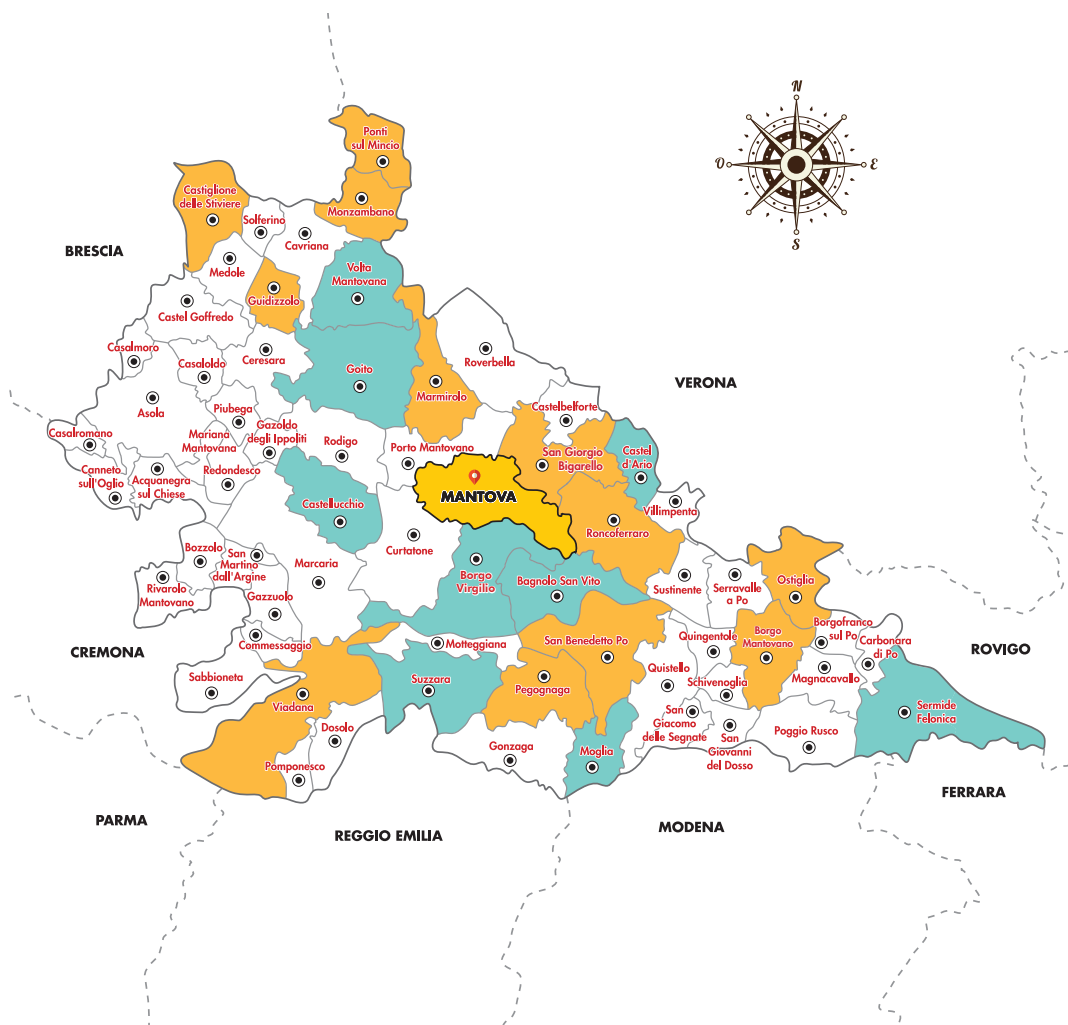 N
O
E
S
Ponti
sul Mincio
Castiglione
delle Stiviere
Monzambano
Solferino
Cavriana
BRESCIA
Medole
Volta
Mantovana
Guidizzolo
Castel Goffredo
Casalmoro
Casaloldo
Ceresara
Goito
Marmirolo
Roverbella
VERONA
Asola
Piubega
Castelbelforte
Casalromano
Mariana
Mantovana
Gazoldo
degli Ippoliti
Rodigo
Porto Mantovano
San Giorgio
Bigarello
Castel
d'Ario
Canneto
sull'Oglio
Acquanegra
sul Chiese
Redondesco
MANTOVA
Castellucchio
Villimpenta
Roncoferraro
Curtatone
Bozzolo
San
Martino
dall'Argine
Marcaria
Rivarolo
Mantovano
Gazzuolo
Borgo
Virgilio
Bagnolo San Vito
Sustinente
Serravalle
a Po
Ostiglia
CREMONA
Commessaggio
Motteggiana
San Benedetto Po
Quingentole
Borgo
Mantovano
Borgofranco
sul Po
Carbonara
di Po
ROVIGO
Sabbioneta
Viadana
Suzzara
Pegognaga
Quistello
Schivenoglia
Magnacavallo
Sermide
Felonica
San
Giacomo
delle Segnate
San
Giovanni
del Dosso
Poggio Rusco
Dosolo
Pomponesco
Gonzaga
Moglia
PARMA
REGGIO EMILIA
MODENA
FERRARA